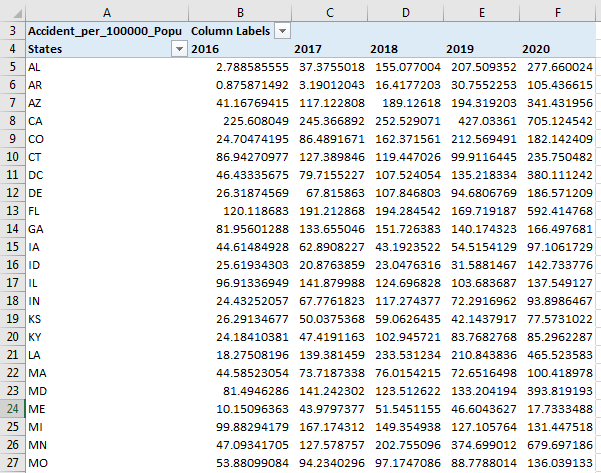 A B C D E F
3 Accident_per_100000_Popu Column Labels
4 States 2016 2017 2018 2019 2020
5 AL 2.788585555 37.3755018 155.077004 207.509352 277.660024
6 AR 0.875871492 3.19012043 16.4177203 30.7552253 105.436615
7 AZ 41.16769415 117.122808 189.12618 194.319203 341.431956
8 CA 225.608049 245.366892 252.529071 427.03361 705.124542
9 CO 24.70474195 86.4891671 162.371561 212.569491 182.142409
10 CT 86.94270977 127.389846 119.447026 99.9116445 235.750482
11 DC 46.43335675 79.7155227 107.524054 135.218334 380.111242
12 DE 26.31874569 67.815863 107.846803 94.6806769 186.571209
13 FL 120.118683 191.212868 194.284542 169.719187 592.414768
14 GA 81.95601288 133.655046 151.726383 140.174323 166.497681
15 IA 44.61484928 62.8908227 43.1923522 54.5154129 97.1061729
16 ID 25.61934303 20.8763859 23.0476316 31.5881467 142.733776
17 IL 96.91336949 141.879988 124.696828 103.683687 137.549127
18 IN 24.43252057 67.7761823 117.274377 72.2916962 93.8986467
19 KS 26.29134677 50.0375368 59.0626435 42.1437917 77.5731022
20 KY 24.18410381 47.4191163 102.945721 83.7682768 85.2962287
21 LA 18.27508196 139.381459 233.531234 210.843836 465.523583
22 MA 44.58523054 73.7187338 76.0154215 72.6516498 100.418978
23 MD 81.4946286 141.242302 123.512622 133.204194 393.819193
24 ME 10.15096363 43.9797377 51.5451155 46.6043627 17.7333488
25 MI 99.88294179 167.174312 149.354938 127.105764 131.447518
26 MN 47.09341705 127.578757 202.755096 374.699012 679.697186
27 MO 53.88099084 94.2340296 97.1747086 88.7788014 136.039133